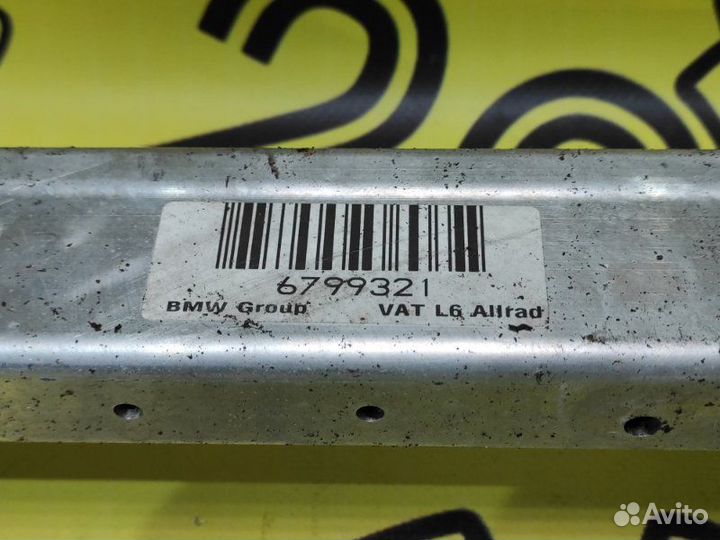 6799321
BMW Group VAT L6 Allrad
Avito